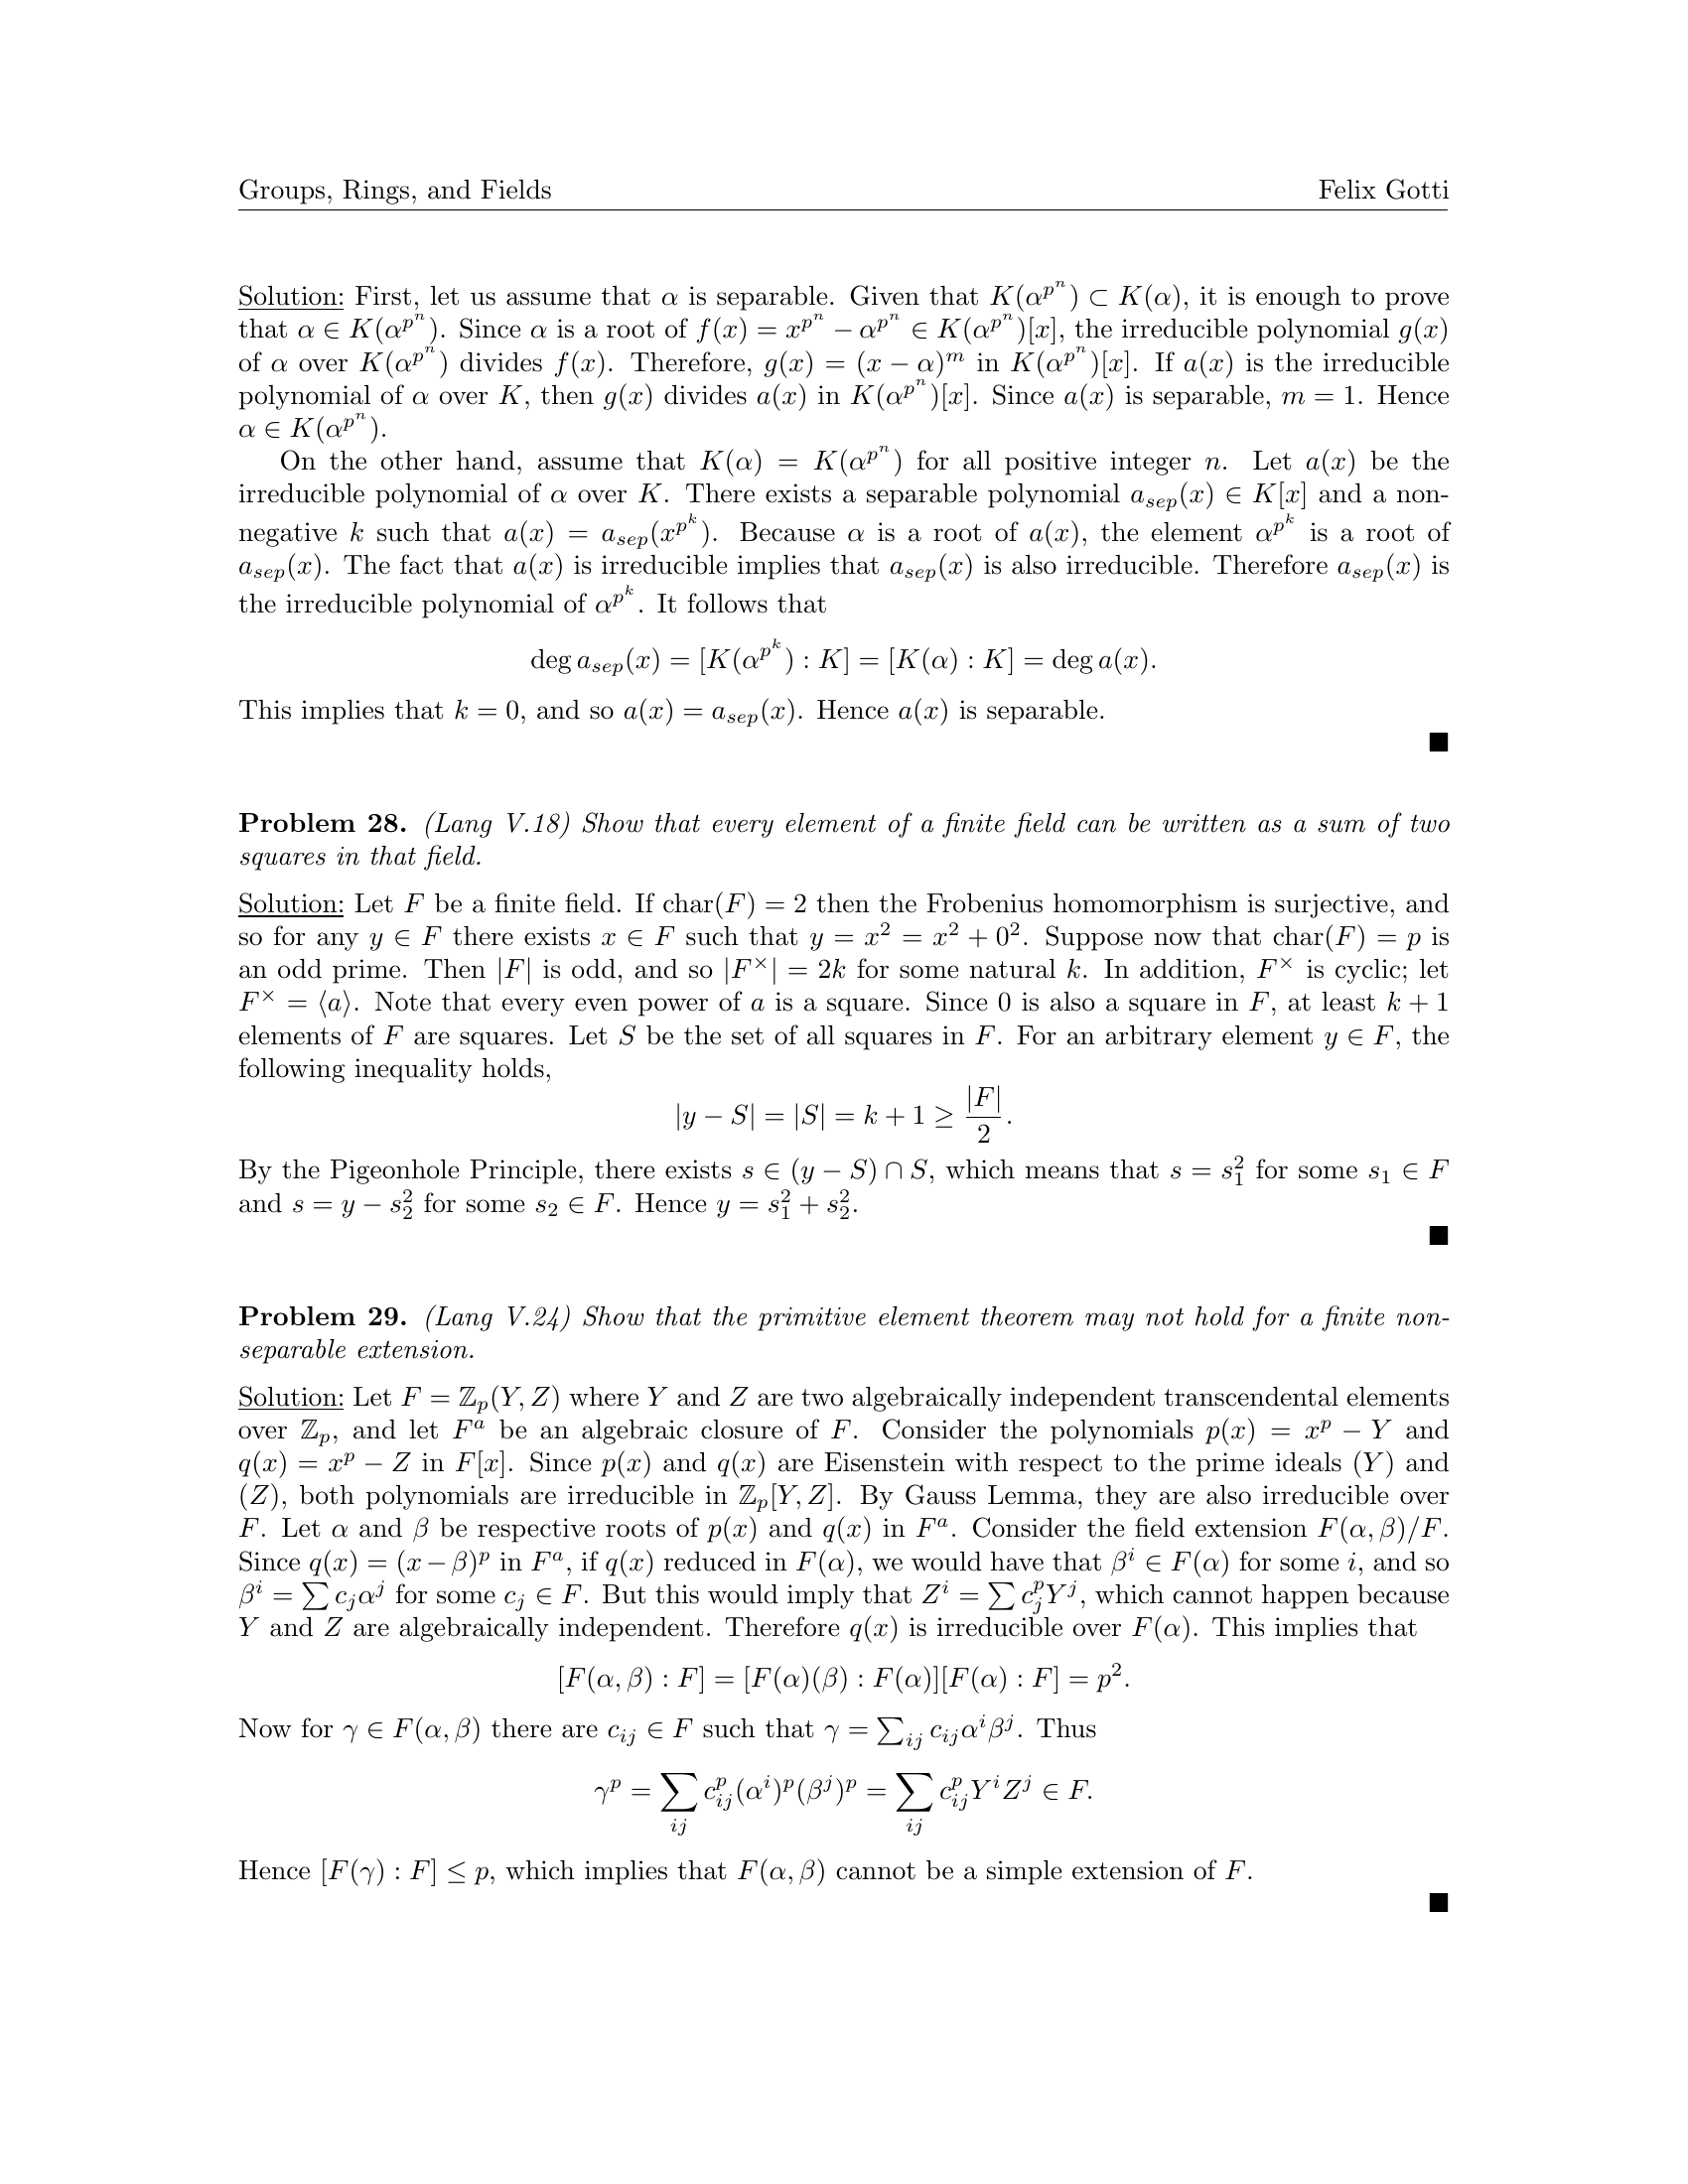 Groups, Rings, and Fields Felix Gotti
Solution: First, let us assume that α is separable. Given that $K(\alpha^{p^n}) \subset K(\alpha)$, it is enough to prove
that $\alpha \in K(\alpha^{p^n})$. Since α is a root of $f(x) = x^{p^n} - \alpha^{p^n} \in K(\alpha^{p^n})[x]$, the irreducible polynomial $g(x)$
of α over $K(\alpha^{p^n})$ divides $f(x)$. Therefore, $g(x) = (x - \alpha)^m$ in $K(\alpha^{p^n})[x]$. If $a(x)$ is the irreducible
polynomial of α over $K$, then $g(x)$ divides $a(x)$ in $K(\alpha^{p^n})[x]$. Since $a(x)$ is separable, $m = 1$. Hence
$\alpha \in K(\alpha^{p^n})$.
On the other hand, assume that $K(\alpha) = K(\alpha^{p^n})$ for all positive integer $n$. Let $a(x)$ be the
irreducible polynomial of α over $K$. There exists a separable polynomial $a_{sep}(x) \in K[x]$ and a non-
negative $k$ such that $a(x) = a_{sep}(x^{p^k})$. Because α is a root of $a(x)$, the element $\alpha^{p^k}$ is a root of
$a_{sep}(x)$. The fact that $a(x)$ is irreducible implies that $a_{sep}(x)$ is also irreducible. Therefore $a_{sep}(x)$ is
the irreducible polynomial of $\alpha^{p^k}$. It follows that
$\deg a_{sep}(x) = [K(\alpha^{p^k}) : K] = [K(\alpha) : K] = \deg a(x).$
This implies that $k = 0$, and so $a(x) = a_{sep}(x)$. Hence $a(x)$ is separable.
■
Problem 28. (Lang V.18) Show that every element of a finite field can be written as a sum of two
squares in that field.
Solution: Let $F$ be a finite field. If char$(F) = 2$ then the Frobenius homomorphism is surjective, and
so for any $y \in F$ there exists $x \in F$ such that $y = x^2 = x^2 + 0^2$. Suppose now that char$(F) = p$ is
an odd prime. Then $|F|$ is odd, and so $|F^\times| = 2k$ for some natural $k$. In addition, $F^\times$ is cyclic; let
$F^\times = \langle a \rangle$. Note that every even power of $a$ is a square. Since 0 is also a square in $F$, at least $k + 1$
elements of $F$ are squares. Let $S$ be the set of all squares in $F$. For an arbitrary element $y \in F$, the
following inequality holds,
$|y - S| = |S| = k + 1 \geq \frac{|F|}{2}.$
By the Pigeonhole Principle, there exists $s \in (y - S) \cap S$, which means that $s = s_1^2$ for some $s_1 \in F$
and $s = y - s_2^2$ for some $s_2 \in F$. Hence $y = s_1^2 + s_2^2$.
■
Problem 29. (Lang V.24) Show that the primitive element theorem may not hold for a finite non-
separable extension.
Solution: Let $F = \mathbb{Z}_p(Y, Z)$ where $Y$ and $Z$ are two algebraically independent transcendental elements
over $\mathbb{Z}_p$, and let $F^a$ be an algebraic closure of $F$. Consider the polynomials $p(x) = x^p - Y$ and
$q(x) = x^p - Z$ in $F[x]$. Since $p(x)$ and $q(x)$ are Eisenstein with respect to the prime ideals $(Y)$ and
$(Z)$, both polynomials are irreducible in $\mathbb{Z}_p[Y, Z]$. By Gauss Lemma, they are also irreducible over
$F$. Let α and β be respective roots of $p(x)$ and $q(x)$ in $F^a$. Consider the field extension $F(\alpha, \beta)/F$.
Since $q(x) = (x - \beta)^p$ in $F^a$, if $q(x)$ reduced in $F(\alpha)$, we would have that $\beta^i \in F(\alpha)$ for some $i$, and so
$\beta^i = \sum c_j \alpha^j$ for some $c_j \in F$. But this would imply that $Z^i = \sum c_j^p Y^j$, which cannot happen because
$Y$ and $Z$ are algebraically independent. Therefore $q(x)$ is irreducible over $F(\alpha)$. This implies that
$[F(\alpha, \beta) : F] = [F(\alpha)(\beta) : F(\alpha)][F(\alpha) : F] = p^2.$
Now for $\gamma \in F(\alpha, \beta)$ there are $c_{ij} \in F$ such that $\gamma = \sum_{ij} c_{ij} \alpha^i \beta^j$. Thus
$\gamma^p = \sum_{ij} c_{ij}^p (\alpha^i)^p (\beta^j)^p = \sum_{ij} c_{ij}^p Y^i Z^j \in F.$
Hence $[F(\gamma) : F] \leq p$, which implies that $F(\alpha, \beta)$ cannot be a simple extension of $F$.
■